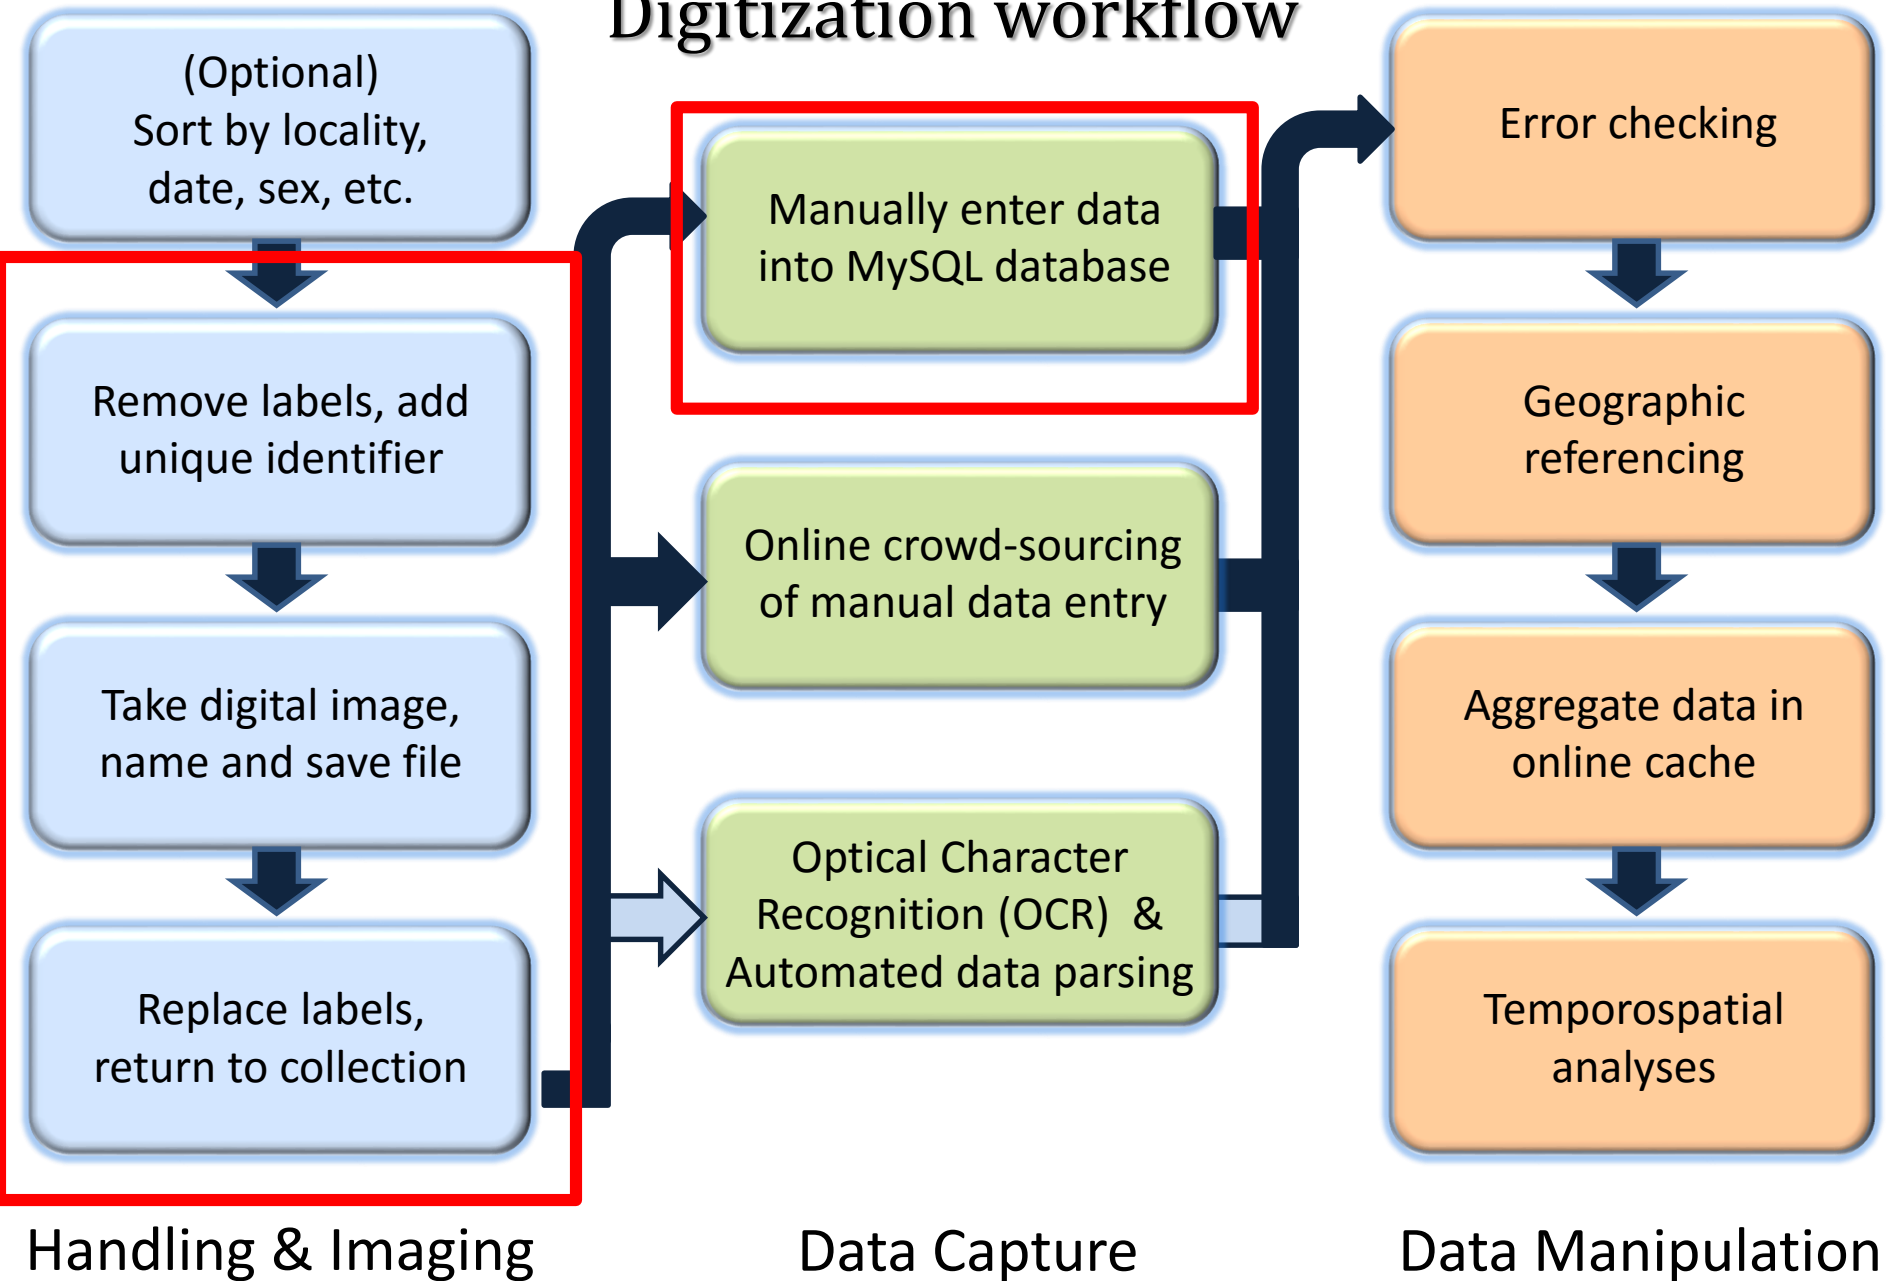 Digitization workflow
(Optional)
Sort by locality,
date, sex, etc.
Remove labels, add
unique identifier
Take digital image,
name and save file
Replace labels,
return to collection
Handling & Imaging
Manually enter data
into MySQL database
Online crowd-sourcing
of manual data entry
Optical Character
Recognition (OCR) &
Automated data parsing
Data Capture
Error checking
Geographic
referencing
Aggregate data in
online cache
Temporospatial
analyses
Data Manipulation